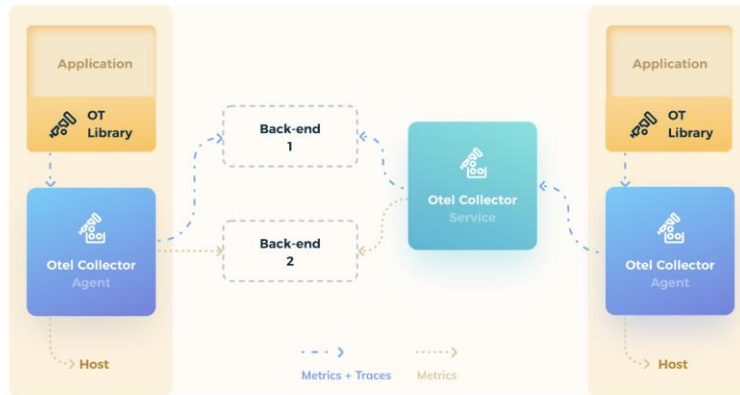 Application
OT
Library
Otel Collector
Agent
Host
Back-end
1
Back-end
2
Otel Collector
Service
Application
OT
Library
Otel Collector
Agent
Host
Metrics + Traces
Metrics